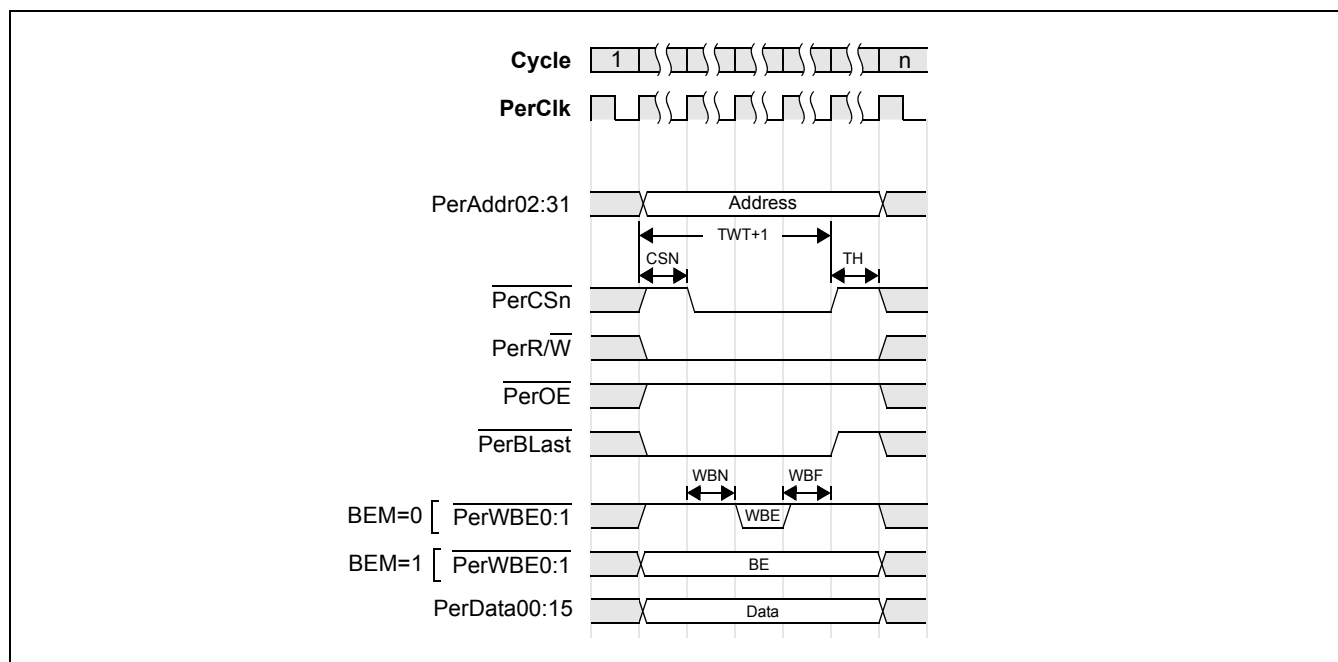 Cycle 1 n
PerClk
PerAddr02:31 Address
TWT+1
CSN TH
PerCSn
PerR/W
PerOE
PerBLast
WBN WBF
BEM=0 [ PerWBE0:1 WBE
BEM=1 [ PerWBE0:1 BE
PerData00:15 Data